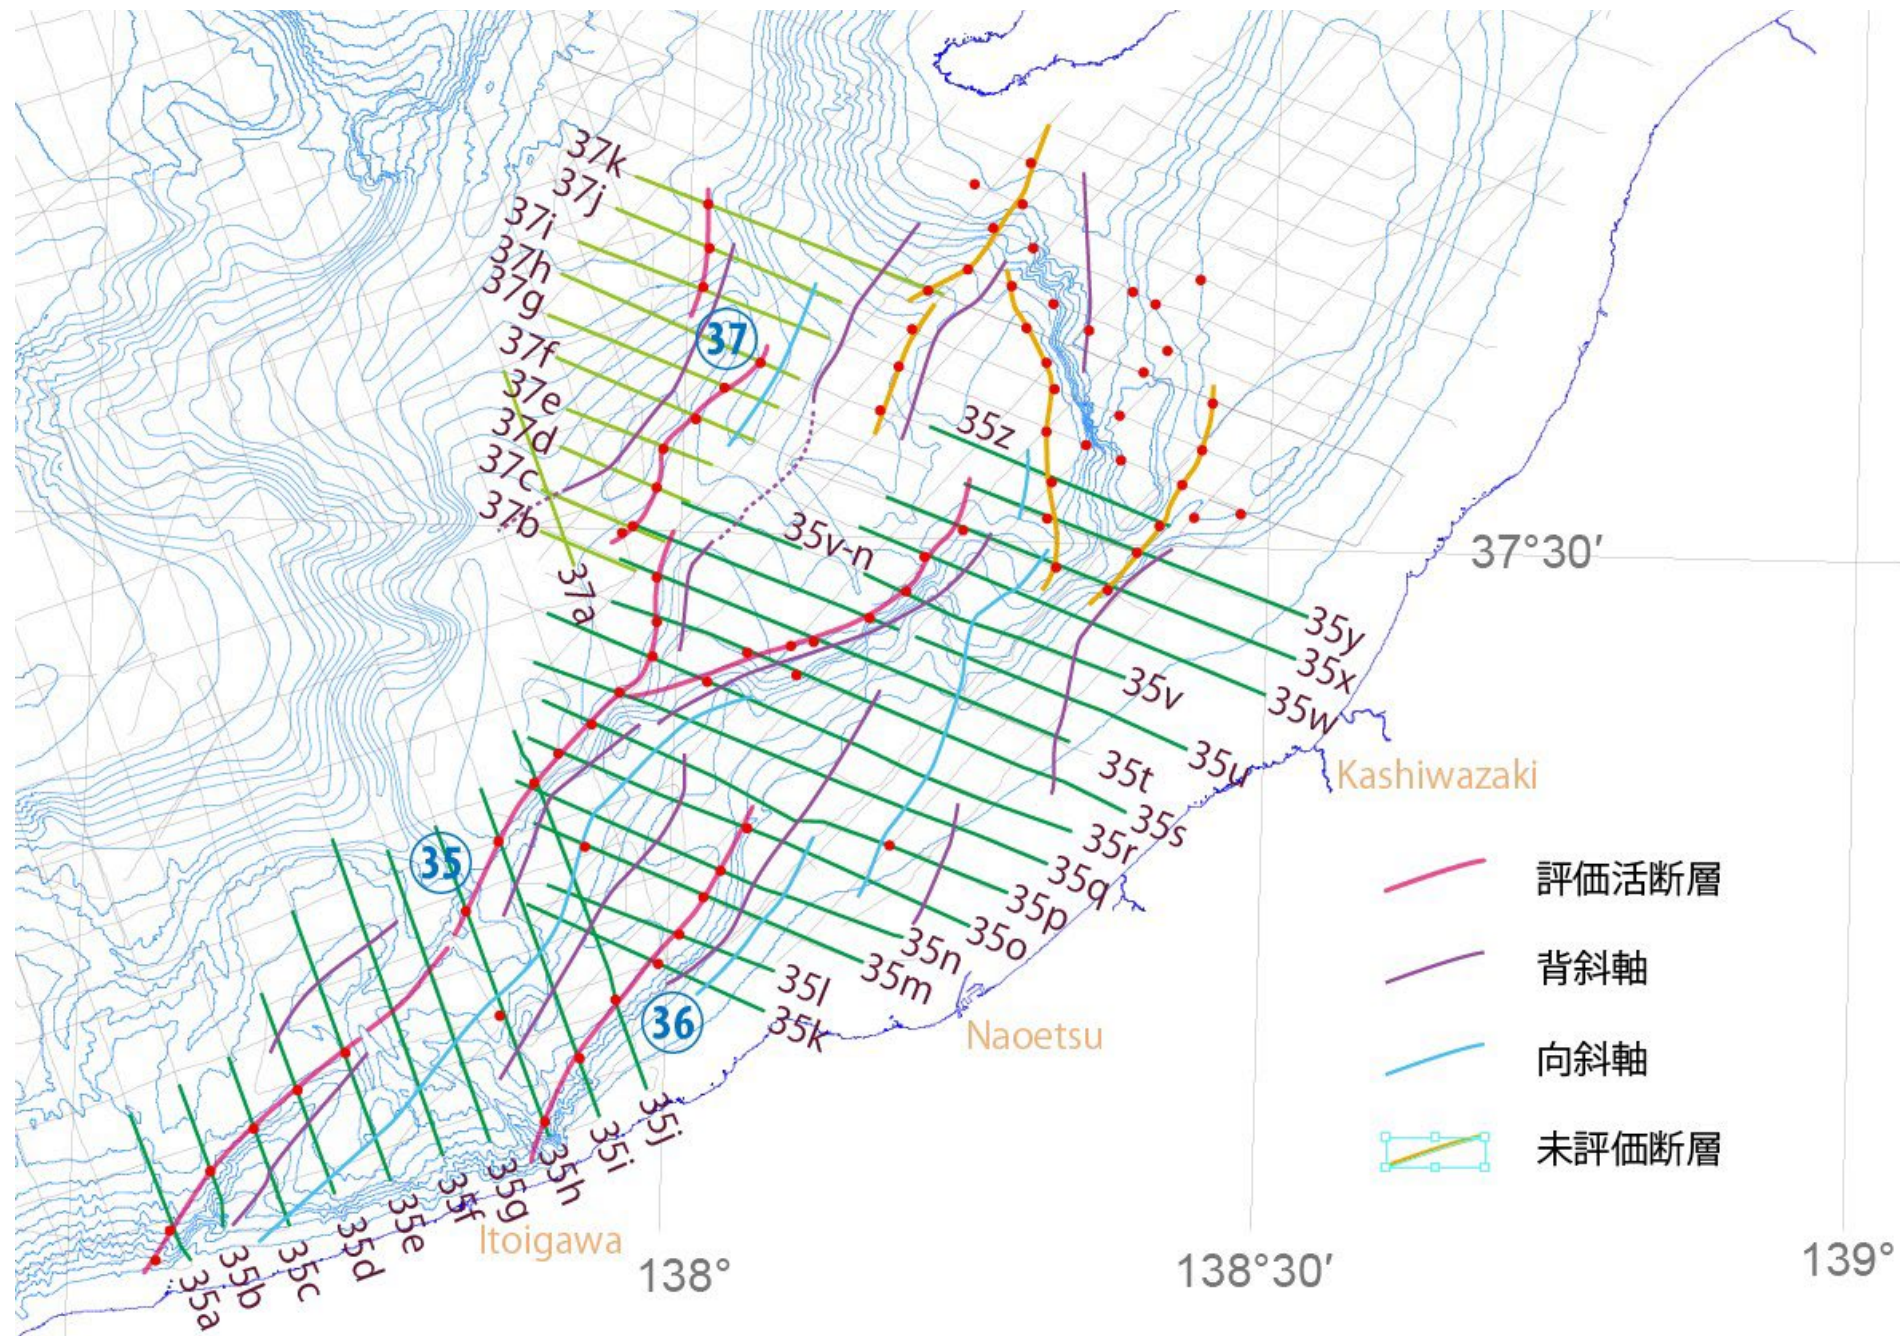 37k
37j
37i
37h
37g
37
37f
37e
37d
35z
37c
37b
35v-n
37°30′
37a
35y
35x
35v
35w
35t
35u
Kashiwazaki
35s
35r
35
35q
評価活断層
35p
35n
35o
35m
背斜軸
35l
36
35k
Naoetsu
向斜軸
35j
35i
未評価断層
35h
35g
35f
35e
35d
Itoigawa
35c
35b
35a
138°
138°30′
139°